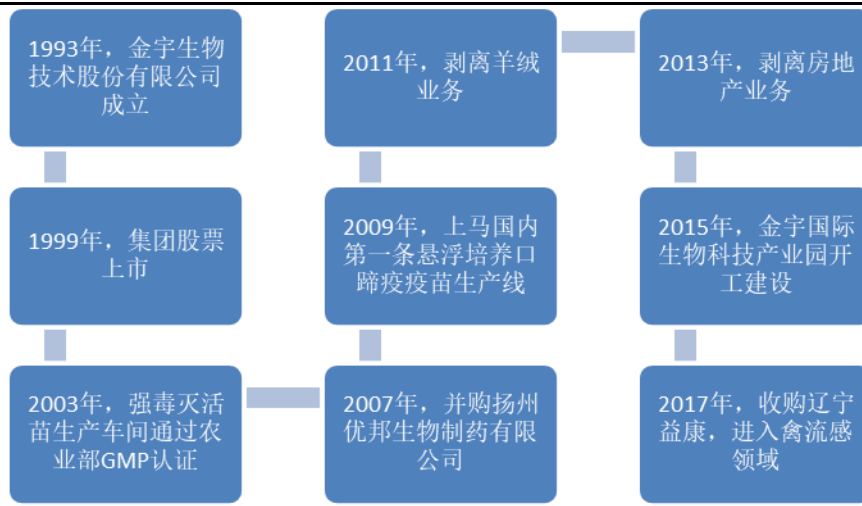 1993年，金宇生物
技术股份有限公司
成立
1999年，集团股票
上市
2003年，强毒灭活
苗生产车间通过农
业部GMP认证
2007年，并购扬州
优邦生物制药有限
公司
2009年，上马国内
第一条悬浮培养口
蹄疫疫苗生产线
2011年，剥离羊绒
业务
2013年，剥离房地
产业务
2015年，金宇国际
生物科技产业园开
工建设
2017年，收购辽宁
益康，进入禽流感
领域